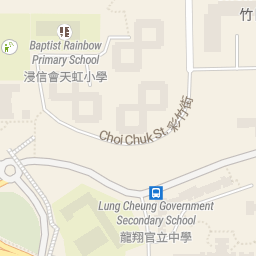 竹
Baptist Rainbow
Primary School
浸信會天虹小學
Choi Chuk St. 彩竹街
Lung Cheung Government
Secondary School
龍翔官立中學